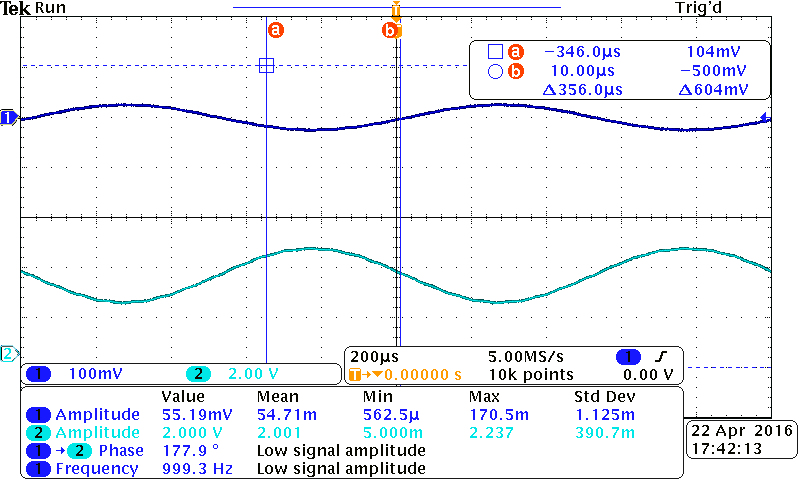 Tek Run Trig'd
T
a b
a −346.0µs 104mV
b 10.00µs −500mV
Δ356.0µs Δ604mV
1
2
1 100mV 2 2.00 V
200µs 5.00MS/s 1
T→▼0.00000 s 10k points 0.00 V
Value Mean Min Max Std Dev
1 Amplitude 55.19mV 54.71m 562.5µ 170.5m 1.125m
2 Amplitude 2.000 V 2.001 5.000m 2.237 390.7m
1 → 2 Phase 177.9 ° Low signal amplitude
1 Frequency 999.3 Hz Low signal amplitude
22 Apr 2016
17:42:13